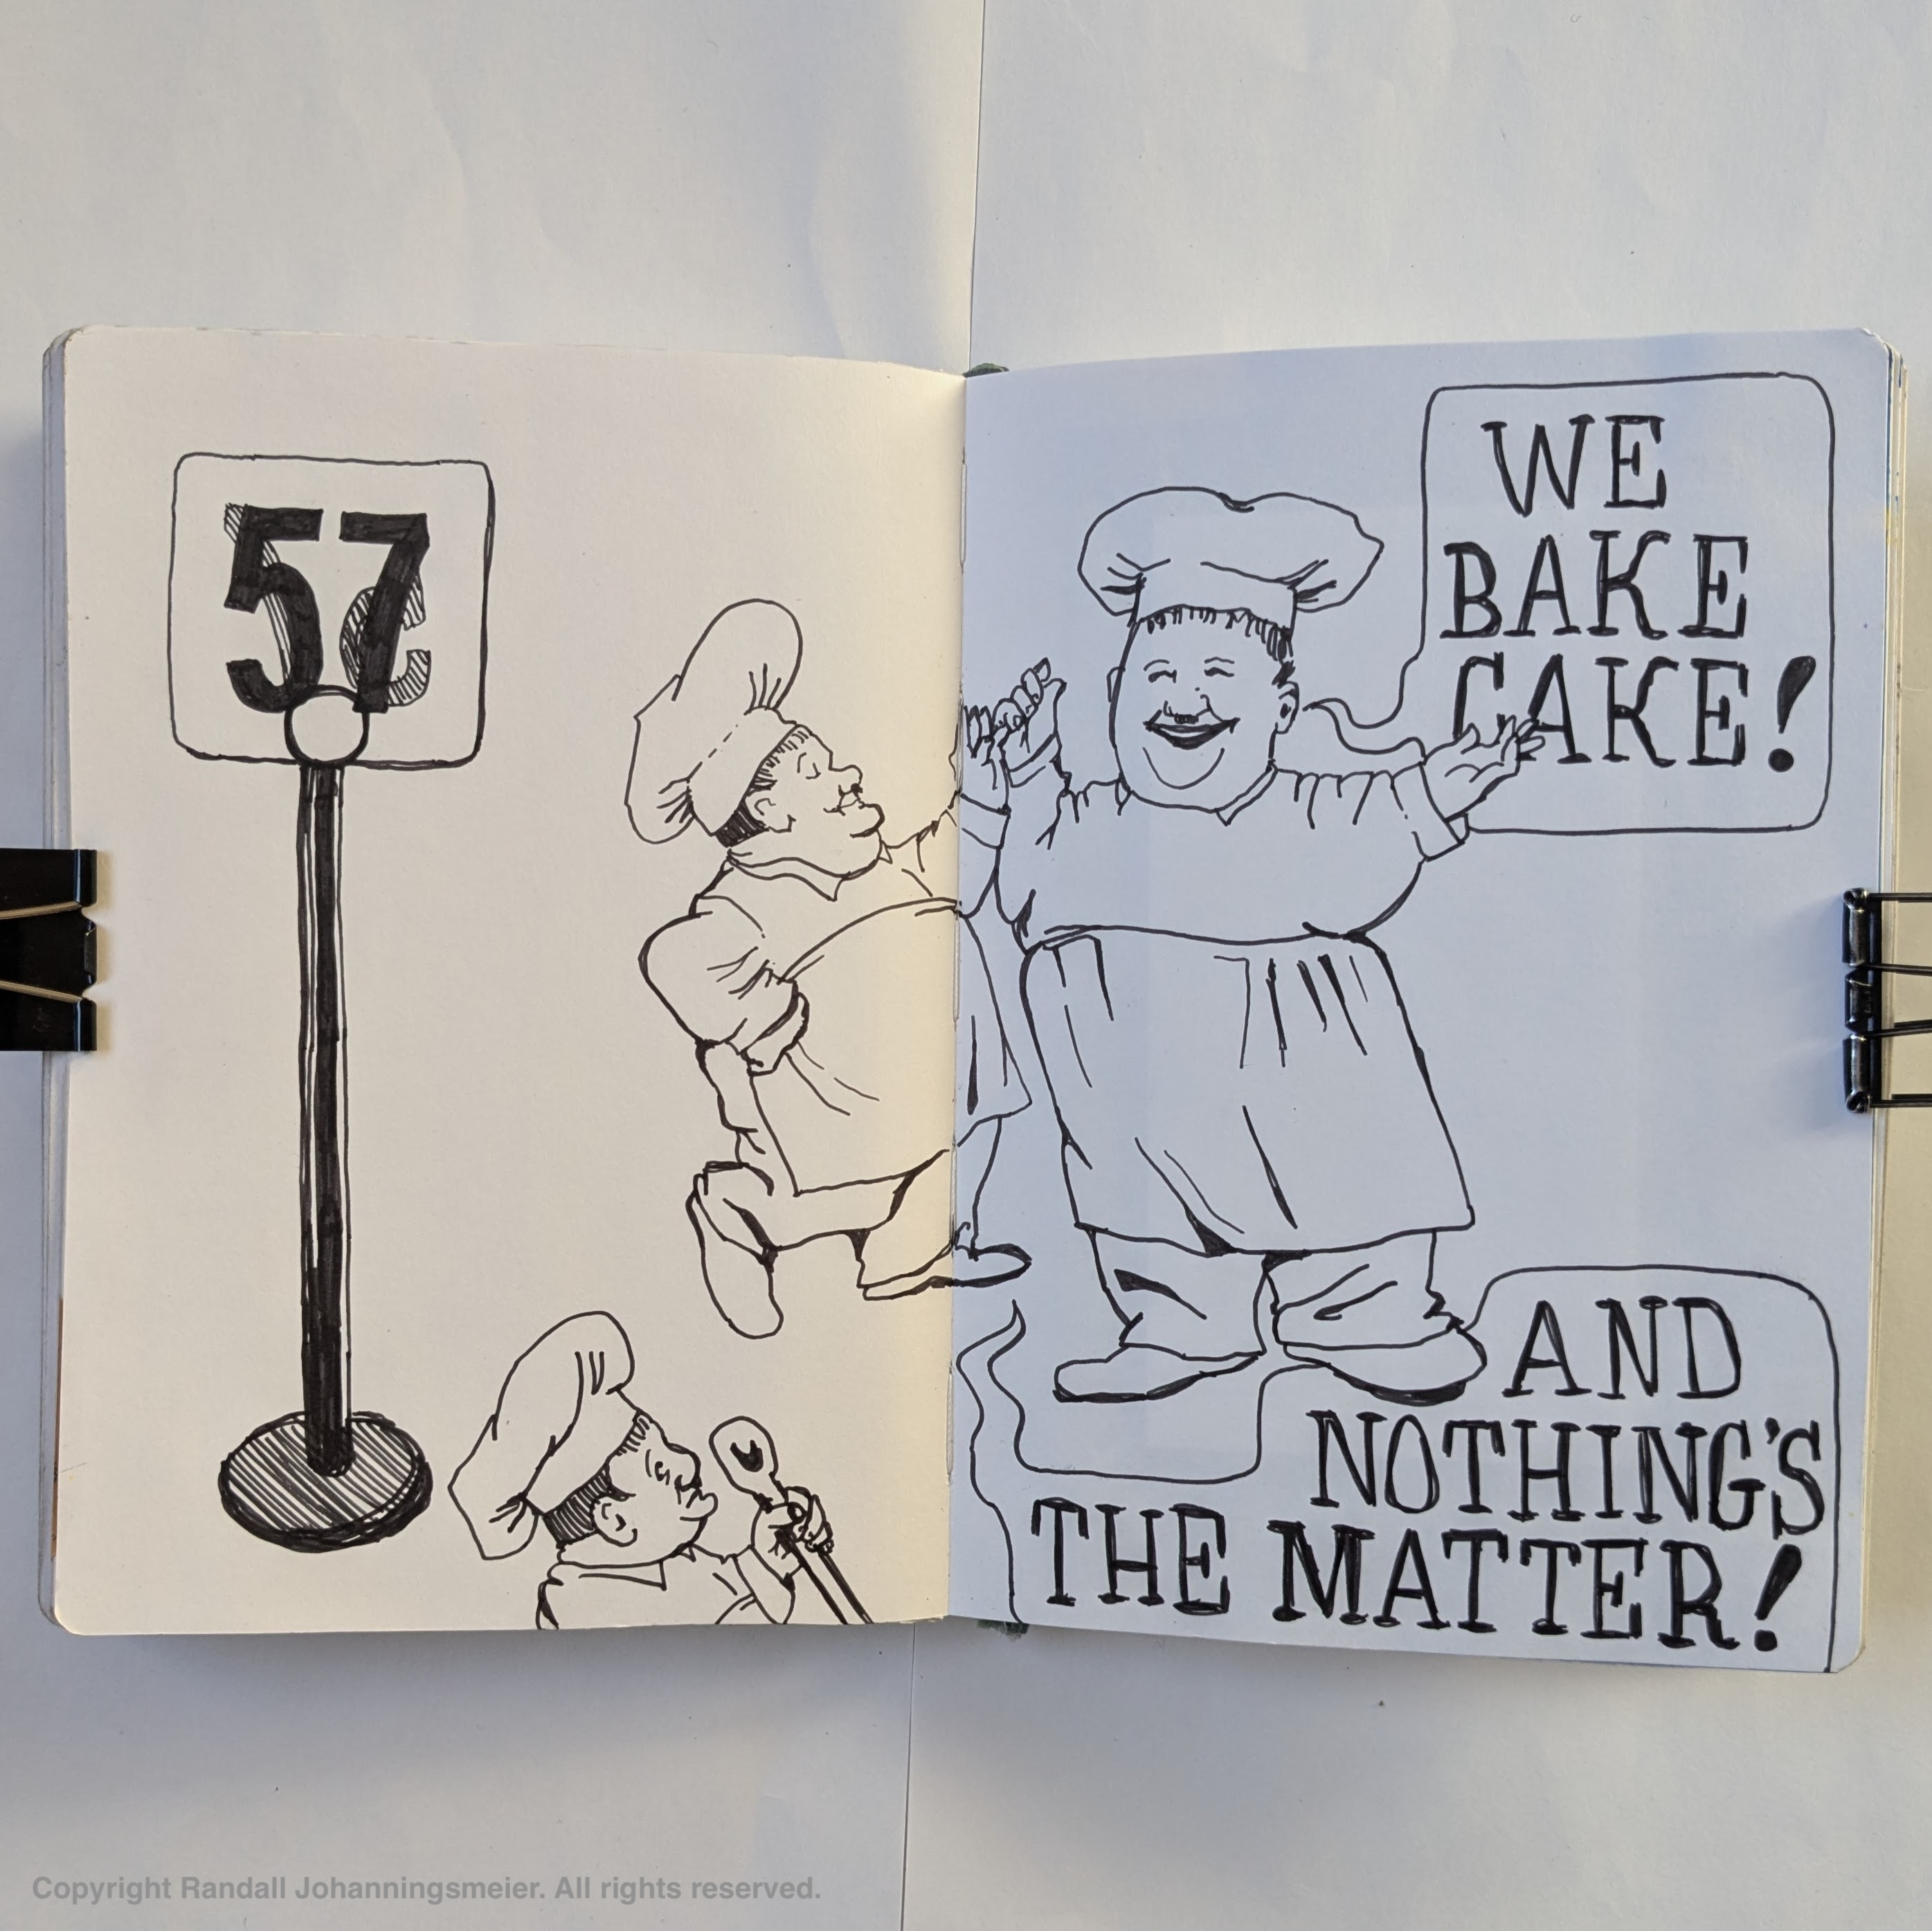 57
WE
BAKE
CAKE!
AND
NOTHING'S
THE MATTER!
Copyright Randall Johanningsmeier. All rights reserved.